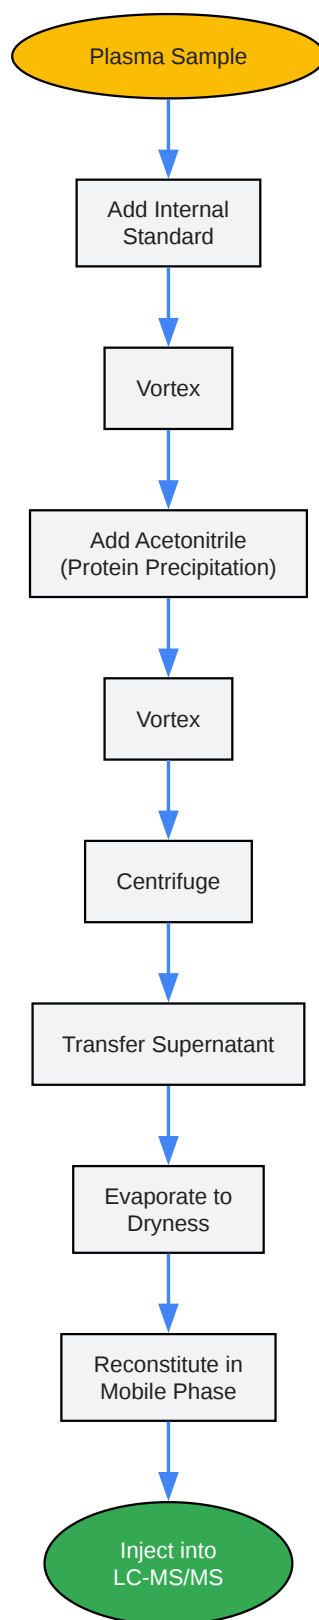 Plasma Sample
Add Internal
Standard
Vortex
Add Acetonitrile
(Protein Precipitation)
Vortex
Centrifuge
Transfer Supernatant
Evaporate to
Dryness
Reconstitute in
Mobile Phase
Inject into
LC-MS/MS